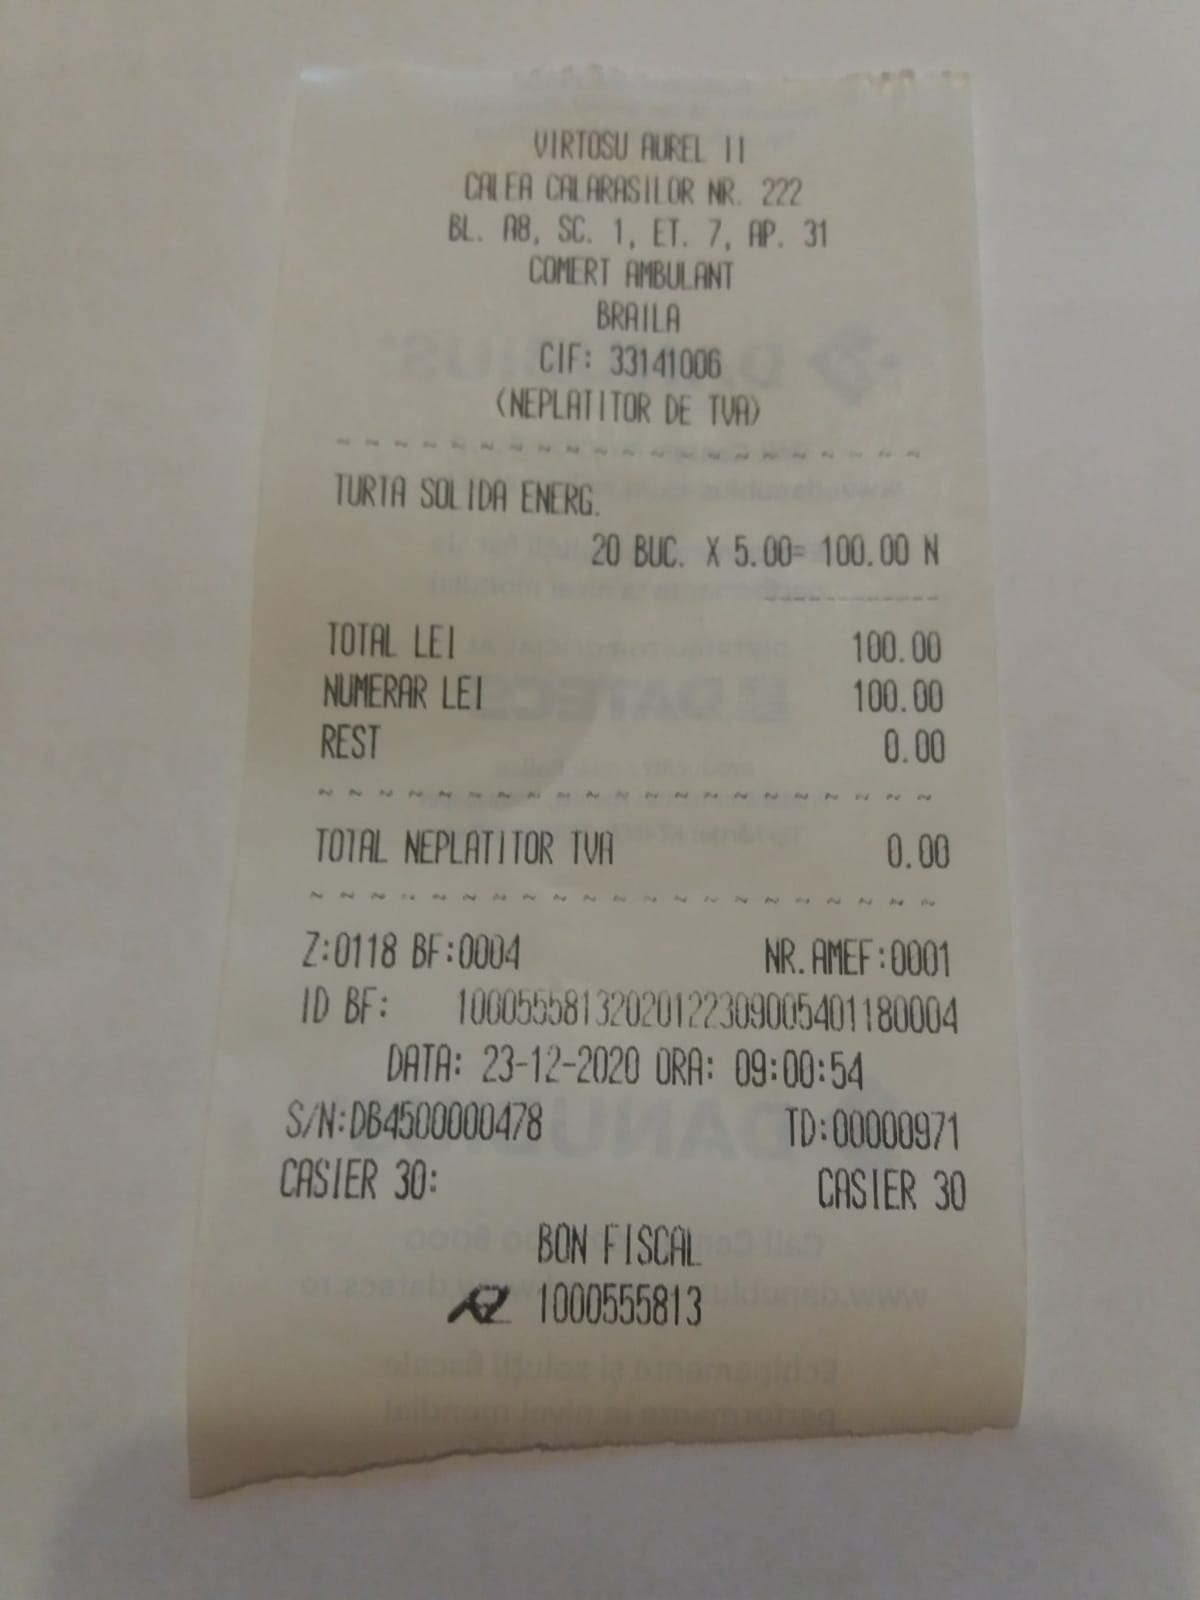 VIRTOSU AUREL II
CALEA CALARASILOR NR. 222
BL. A8, SC. 1, ET. 7, AP. 31
COMERT AMBULANT
BRAILA
CIF: 33141006
(NEPLATITOR DE TVA)
TURTA SOLIDA ENERG.
20 BUC. X 5.00= 100.00 N
TOTAL LEI 100.00
NUMERAR LEI 100.00
REST 0.00
TOTAL NEPLATITOR TVA 0.00
Z:0118 BF:0004 NR.AMEF:0001
ID BF: 10005558132020122309005401180004
DATA: 23-12-2020 ORA: 09:00:54
S/N:DB4500000478 TD:00000971
CASIER 30: CASIER 30
BON FISCAL
1000555813